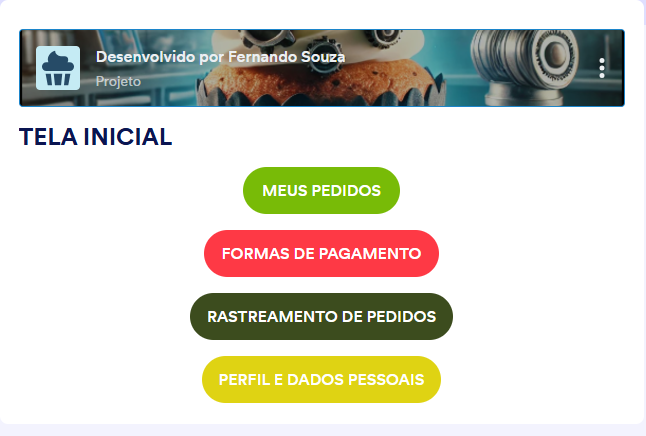 Desenvolvido por Fernando Souza
Projeto
TELA INICIAL
MEUS PEDIDOS
FORMAS DE PAGAMENTO
RASTREAMENTO DE PEDIDOS
PERFIL E DADOS PESSOAIS